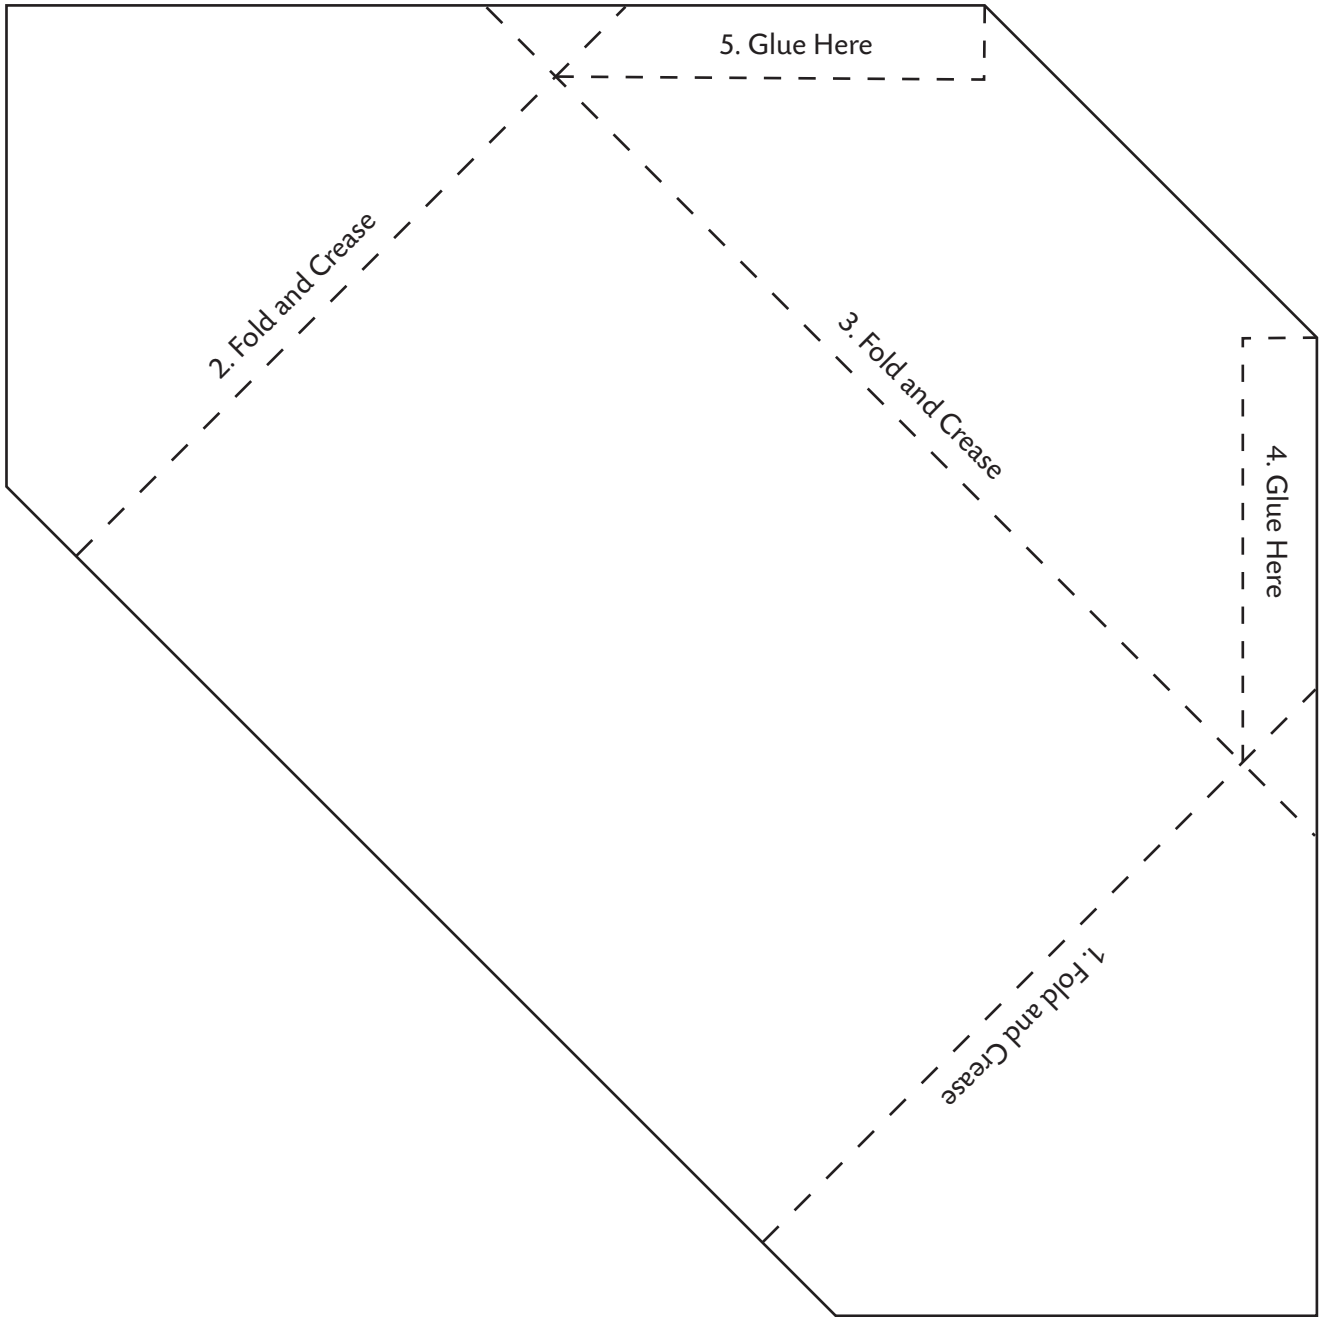 5. Glue Here
2. Fold and Crease
3. Fold and Crease
4. Glue Here
1. Fold and Crease